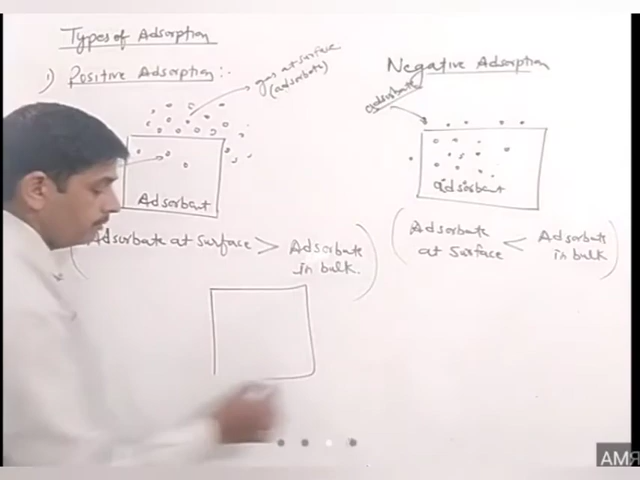 Types of Adsorption
1) Positive Adsorption :-
gas at surface
(adsorbate)
Adsorbent
Adsorbate at Surface > Adsorbate
in bulk.
Negative Adsorption
adsorbate
adsorbent
Adsorbate
at Surface < Adsorbate
in bulk
AMR